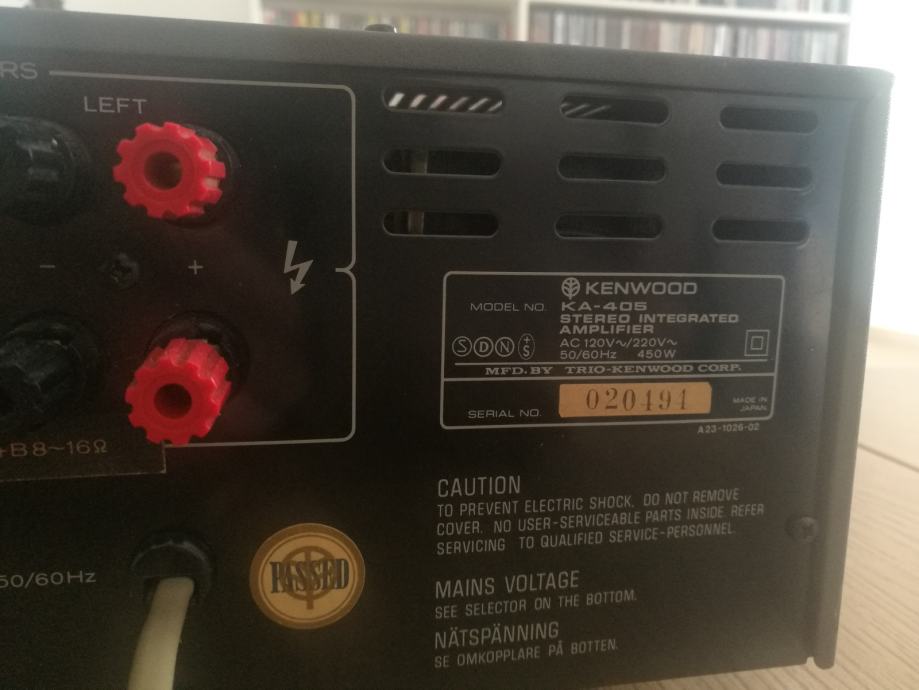 RS
LEFT
− +
+B 8~16Ω
50/60Hz
PASSED
KENWOOD
MODEL NO. KA-405
STEREO INTEGRATED
AMPLIFIER
S D N +S
AC 120V~/220V~
50/60Hz 450W
MFD. BY TRIO-KENWOOD CORP.
SERIAL NO. 020491
MADE IN
JAPAN
A23-1026-02
CAUTION
TO PREVENT ELECTRIC SHOCK, DO NOT REMOVE
COVER. NO USER-SERVICEABLE PARTS INSIDE. REFER
SERVICING TO QUALIFIED SERVICE-PERSONNEL.
MAINS VOLTAGE
SEE SELECTOR ON THE BOTTOM.
NÄTSPÄNNING
SE OMKOPPLARE PÅ BOTTEN.